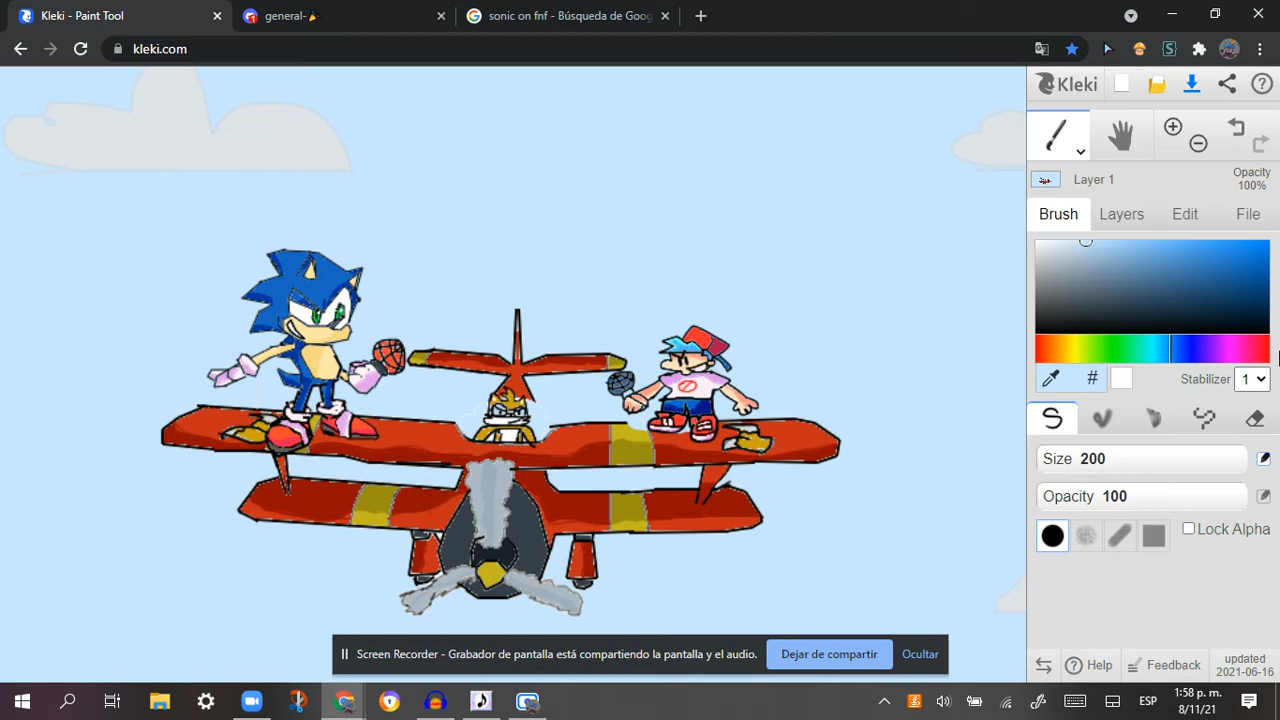 Kleki - Paint Tool
general-
sonic on fnf - Búsqueda de Goog
kleki.com
Kleki
Layer 1
Opacity
100%
Brush
Layers
Edit
File
Stabilizer
1
Size 200
Opacity 100
Lock Alpha
Screen Recorder - Grabador de pantalla está compartiendo la pantalla y el audio.
Dejar de compartir
Ocultar
Help
Feedback
updated
2021-06-16
ESP
1:58 p. m.
8/11/21